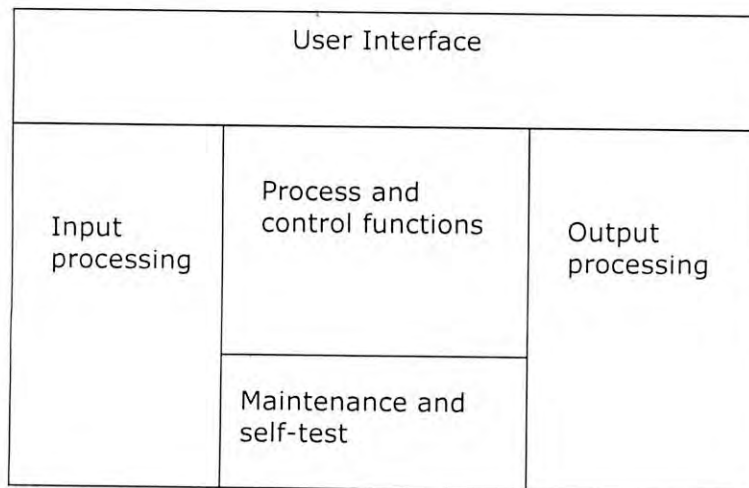 User Interface
Input
processing
Process and
control functions
Output
processing
Maintenance and
self-test